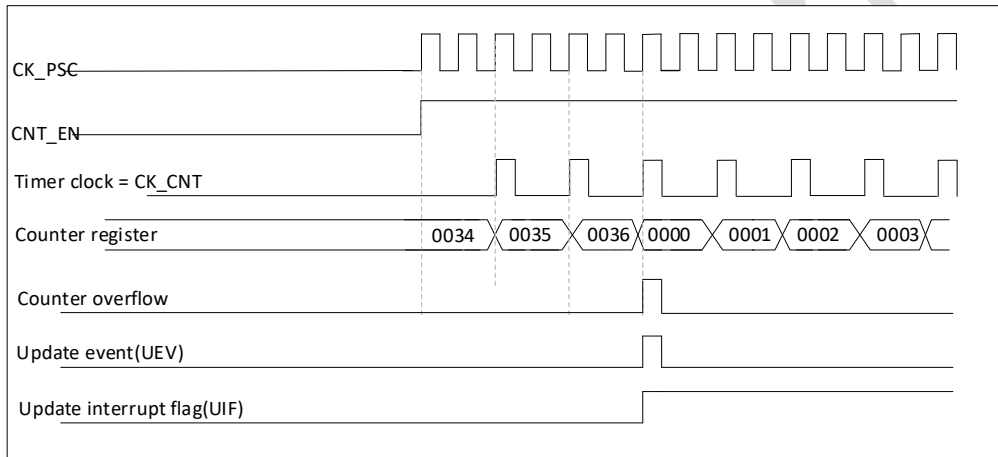 CK_PSC
CNT_EN
Timer clock = CK_CNT
Counter register 0034 0035 0036 0000 0001 0002 0003
Counter overflow
Update event(UEV)
Update interrupt flag(UIF)